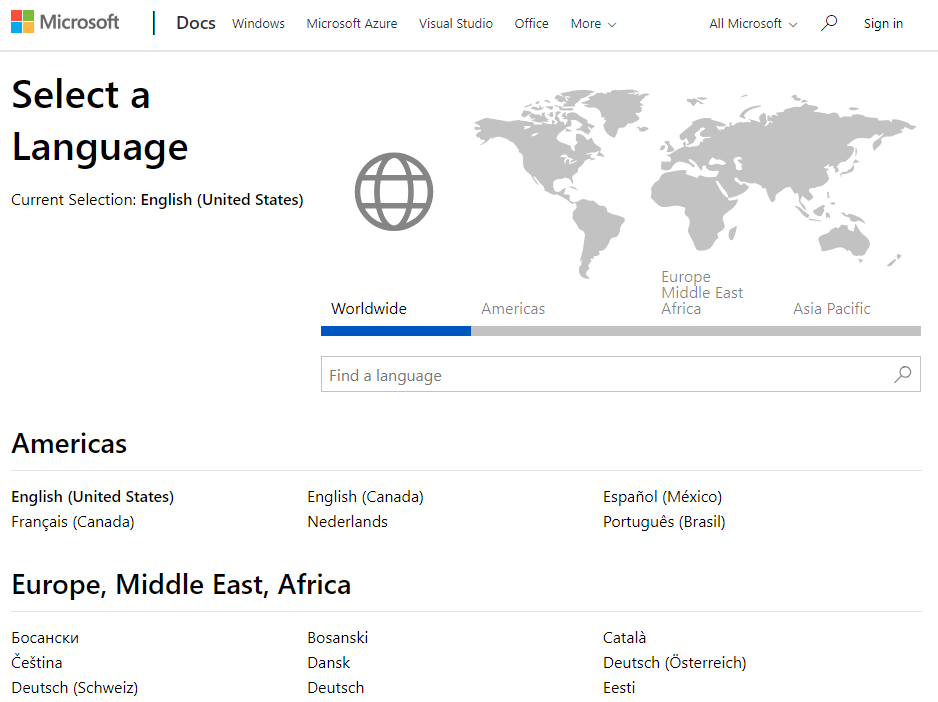 Microsoft Docs Windows Microsoft Azure Visual Studio Office More All Microsoft Sign in
Select a
Language
Current Selection: English (United States)
Worldwide
Americas
Europe
Middle East
Africa
Asia Pacific
Find a language
Americas
English (United States) English (Canada) Español (México)
Français (Canada) Nederlands Português (Brasil)
Europe, Middle East, Africa
Босански Bosanski Català
Čeština Dansk Deutsch (Österreich)
Deutsch (Schweiz) Deutsch Eesti